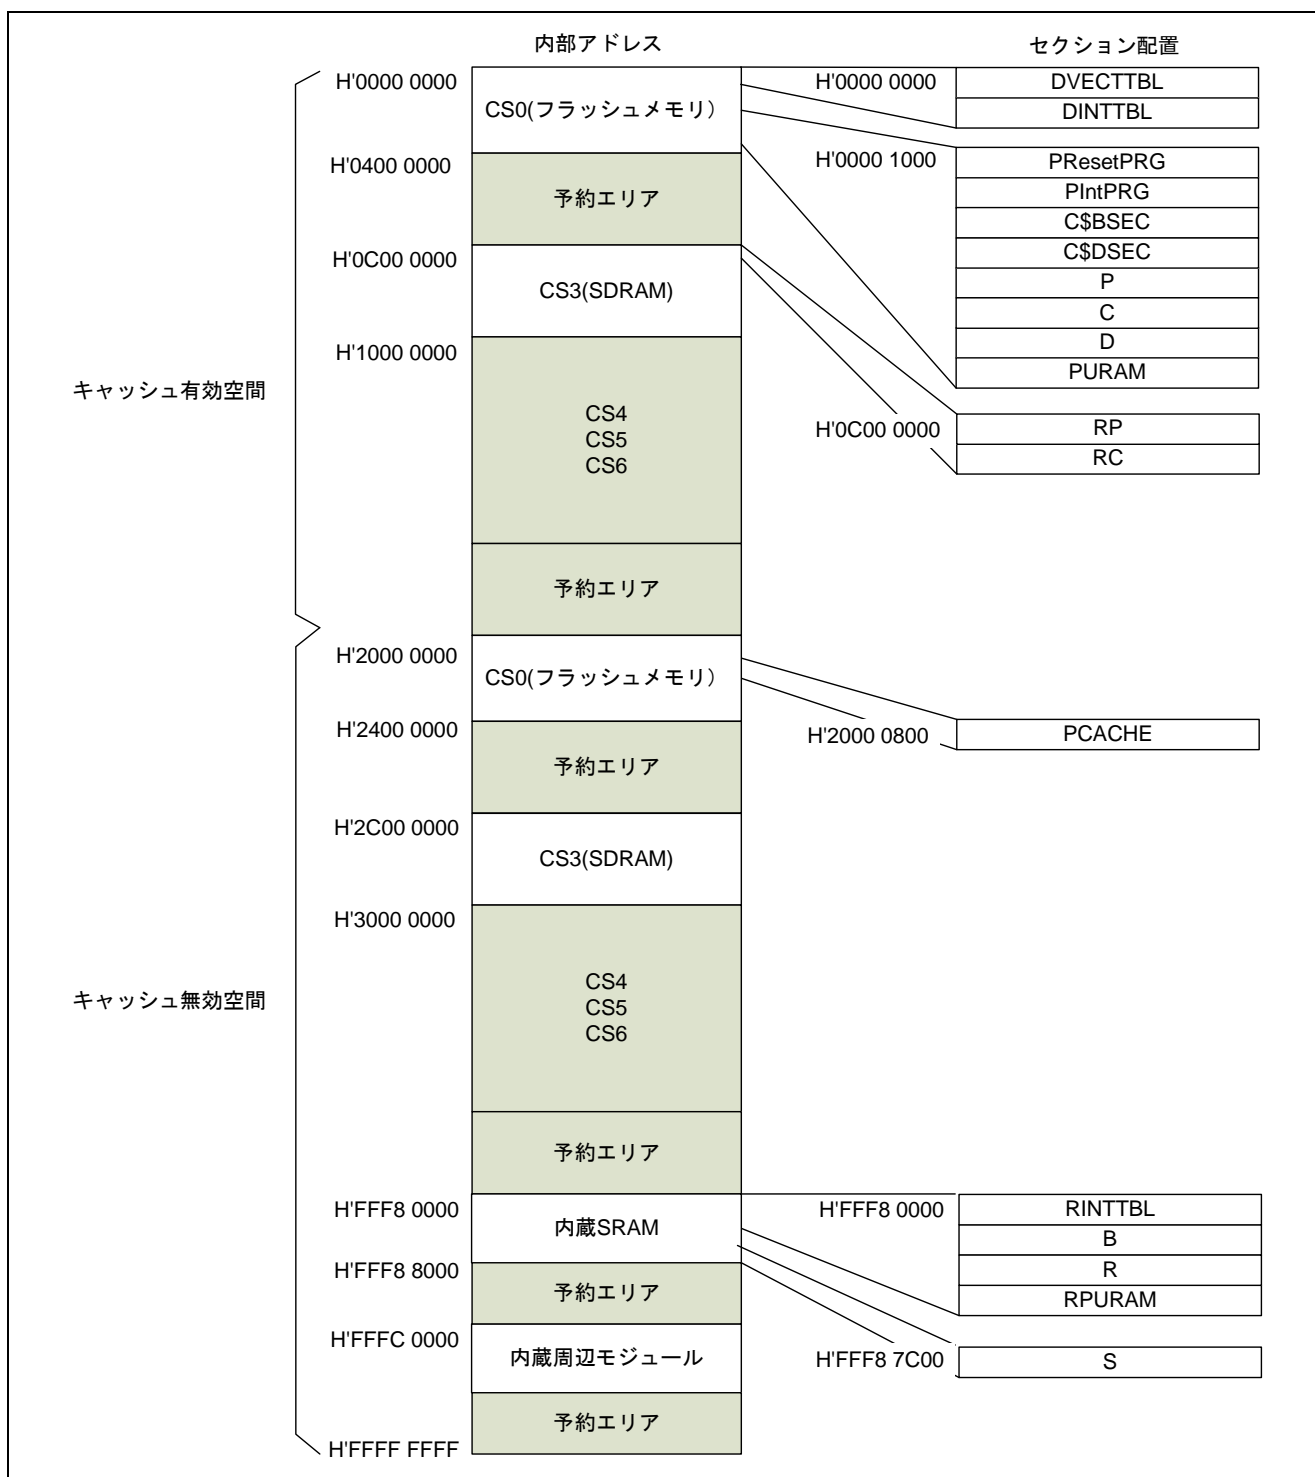 内部アドレス
セクション配置
H'0000 0000
CS0(フラッシュメモリ)
H'0000 0000
DVECTTBL
DINTTBL
H'0400 0000
予約エリア
H'0000 1000
PResetPRG
PIntPRG
C$BSEC
C$DSEC
P
C
D
PURAM
H'0C00 0000
CS3(SDRAM)
H'1000 0000
キャッシュ有効空間
CS4
CS5
CS6
H'0C00 0000
RP
RC
予約エリア
H'2000 0000
CS0(フラッシュメモリ)
H'2400 0000
予約エリア
H'2000 0800
PCACHE
H'2C00 0000
CS3(SDRAM)
H'3000 0000
キャッシュ無効空間
CS4
CS5
CS6
予約エリア
H'FFF8 0000
内蔵SRAM
H'FFF8 0000
RINTTBL
B
R
RPURAM
H'FFF8 8000
予約エリア
H'FFFC 0000
内蔵周辺モジュール
H'FFF8 7C00
S
予約エリア
H'FFFF FFFF